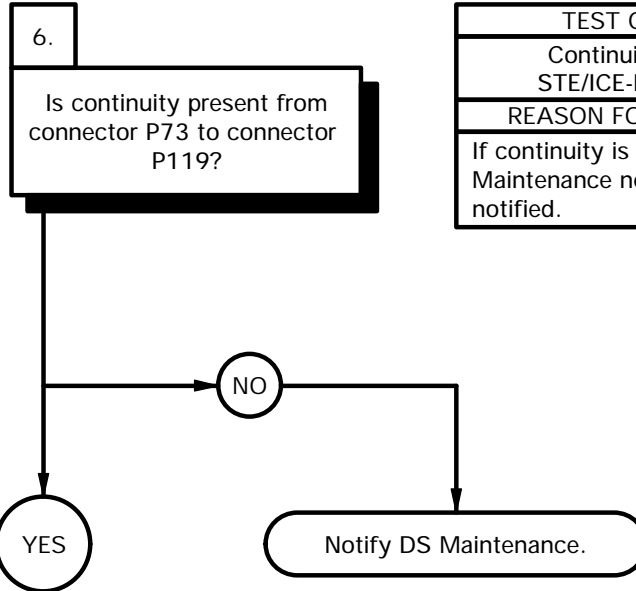 6.
Is continuity present from
connector P73 to connector
P119?
TEST
Continui
STE/ICE-
REASON FO
If continuity is
Maintenance
notified.
NO
YES
Notify DS Maintenance.